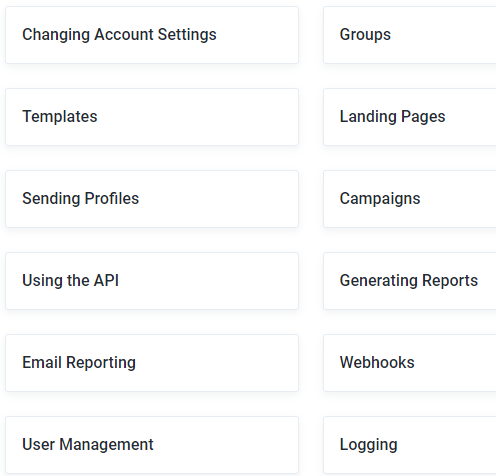 Changing Account Settings
Groups
Templates
Landing Pages
Sending Profiles
Campaigns
Using the API
Generating Reports
Email Reporting
Webhooks
User Management
Logging